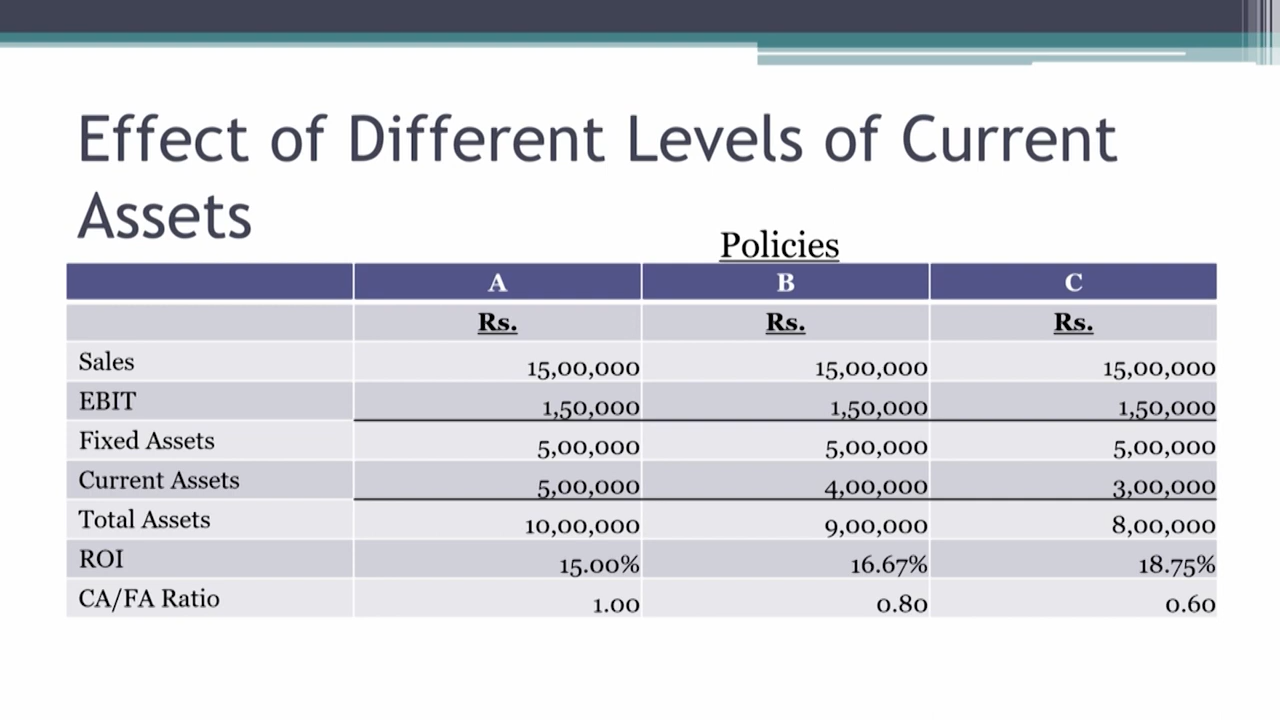 Effect of Different Levels of Current
Assets
Policies
A B C
Rs. Rs. Rs.
Sales 15,00,000 15,00,000 15,00,000
EBIT 1,50,000 1,50,000 1,50,000
Fixed Assets 5,00,000 5,00,000 5,00,000
Current Assets 5,00,000 4,00,000 3,00,000
Total Assets 10,00,000 9,00,000 8,00,000
ROI 15.00% 16.67% 18.75%
CA/FA Ratio 1.00 0.80 0.60